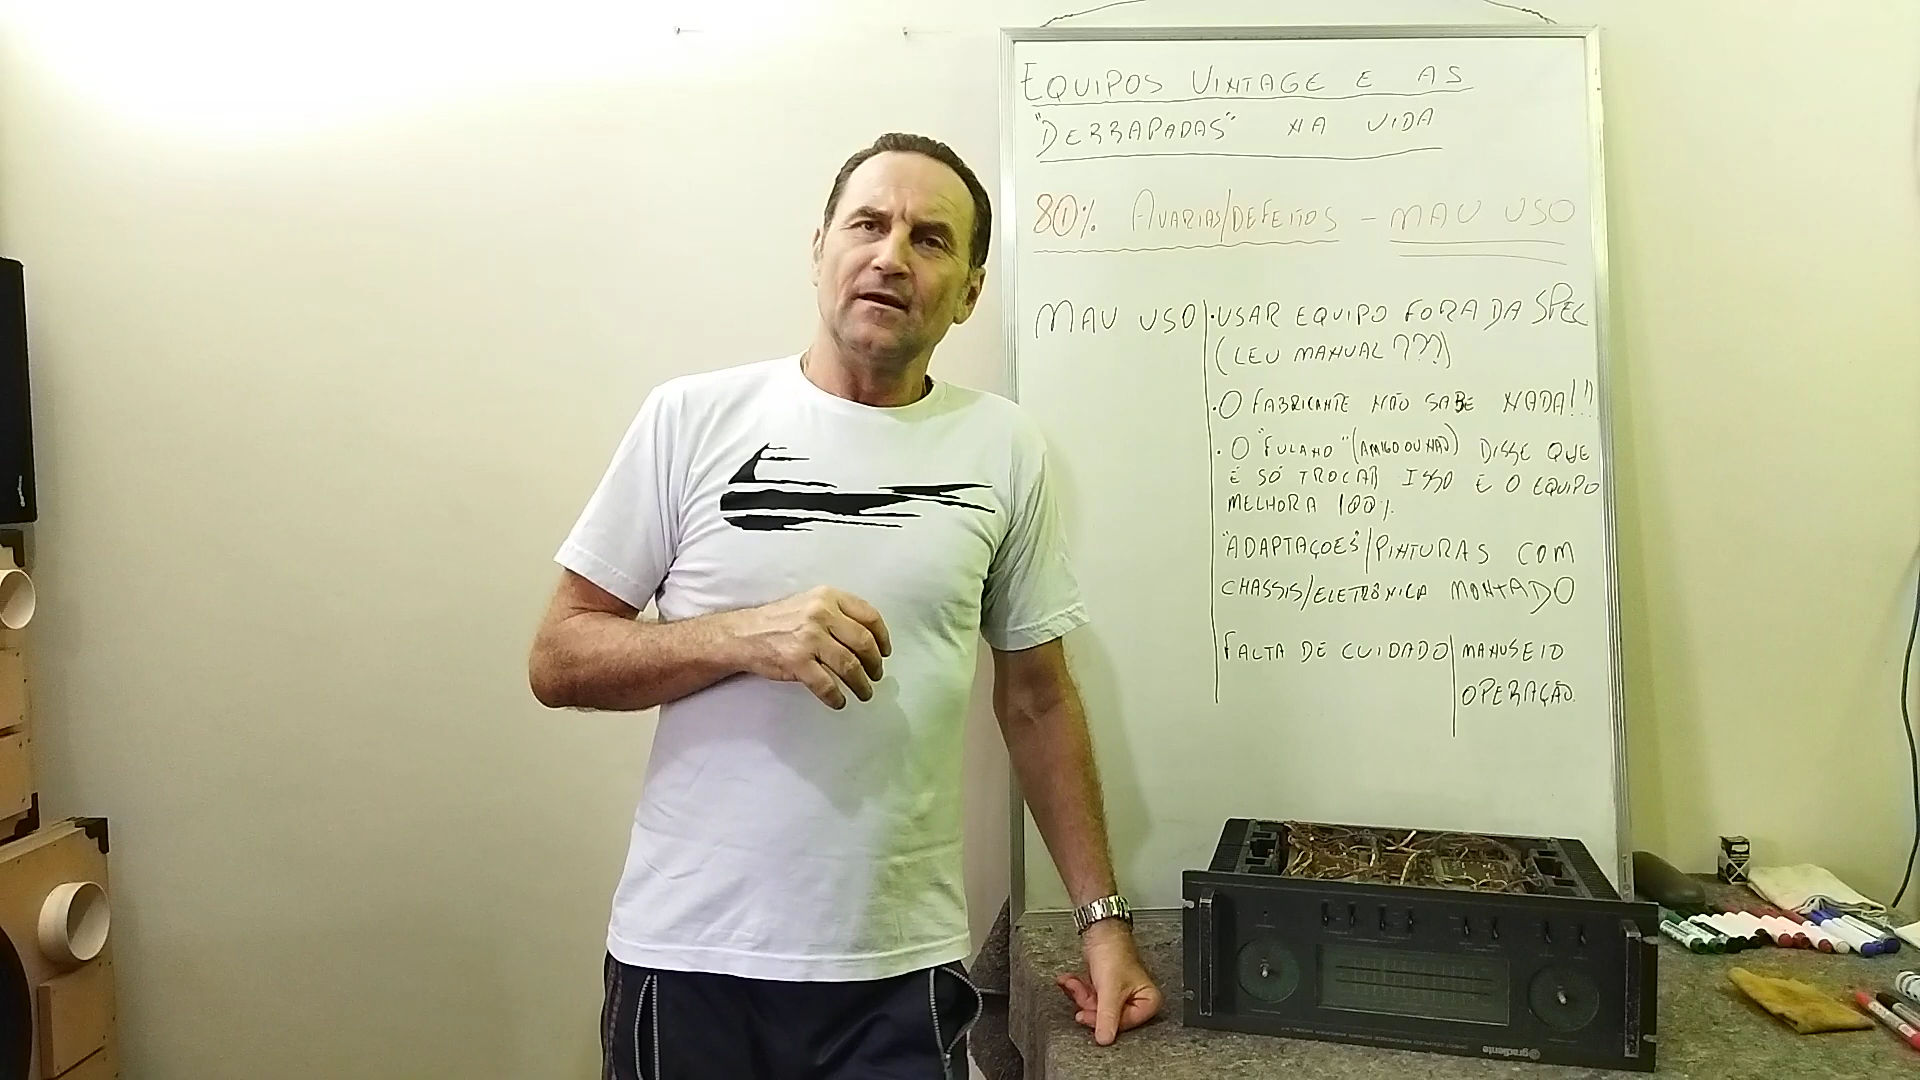 EQUIPOS VINTAGE E AS
"DERRAPADAS" NA VIDA
80% AVARIAS/DEFEITOS - MAU USO
MAU USO
• USAR EQUIPO FORA DA SPEC
(LEU MANUAL ???)
• O FABRICANTE NÃO SABE NADA!!!
• O "FULANO" (AMIGO OU NÃO) DISSE QUE
É SÓ TROCAR ISSO E O EQUIPO
MELHORA 100%
"ADAPTAÇOES"/PINTURAS COM
CHASSIS/ELETRÔNICA MONTADO
FALTA DE CUIDADO
MANUSEIO
OPERAÇÃO
gradiente